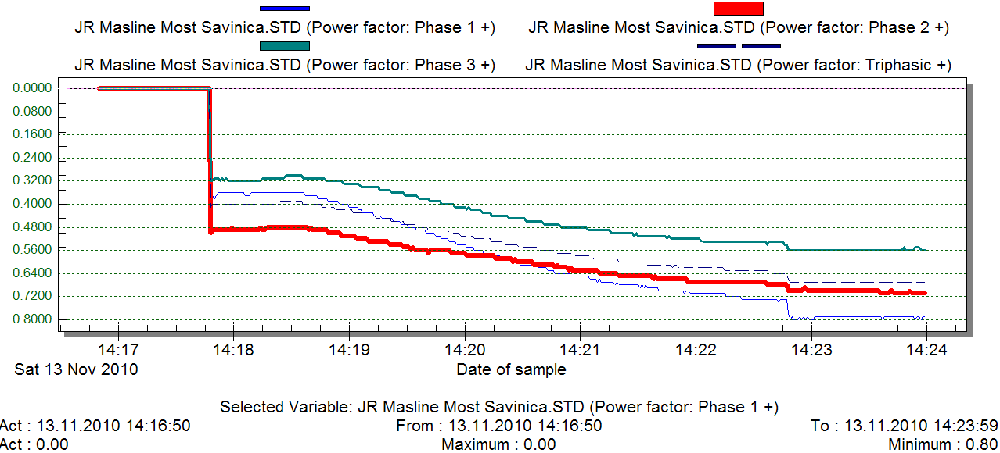 JR Masline Most Savinica.STD (Power factor: Phase 1 +) JR Masline Most Savinica.STD (Power factor: Phase 2 +)
JR Masline Most Savinica.STD (Power factor: Phase 3 +) JR Masline Most Savinica.STD (Power factor: Triphasic +)
0.0000
0.0800
0.1600
0.2400
0.3200
0.4000
0.4800
0.5600
0.6400
0.7200
0.8000
14:17 14:18 14:19 14:20 14:21 14:22 14:23 14:24
Sat 13 Nov 2010 Date of sample
Selected Variable: JR Masline Most Savinica.STD (Power factor: Phase 1 +)
Act : 13.11.2010 14:16:50 From : 13.11.2010 14:16:50 To : 13.11.2010 14:23:59
Act : 0.00 Maximum : 0.00 Minimum : 0.80